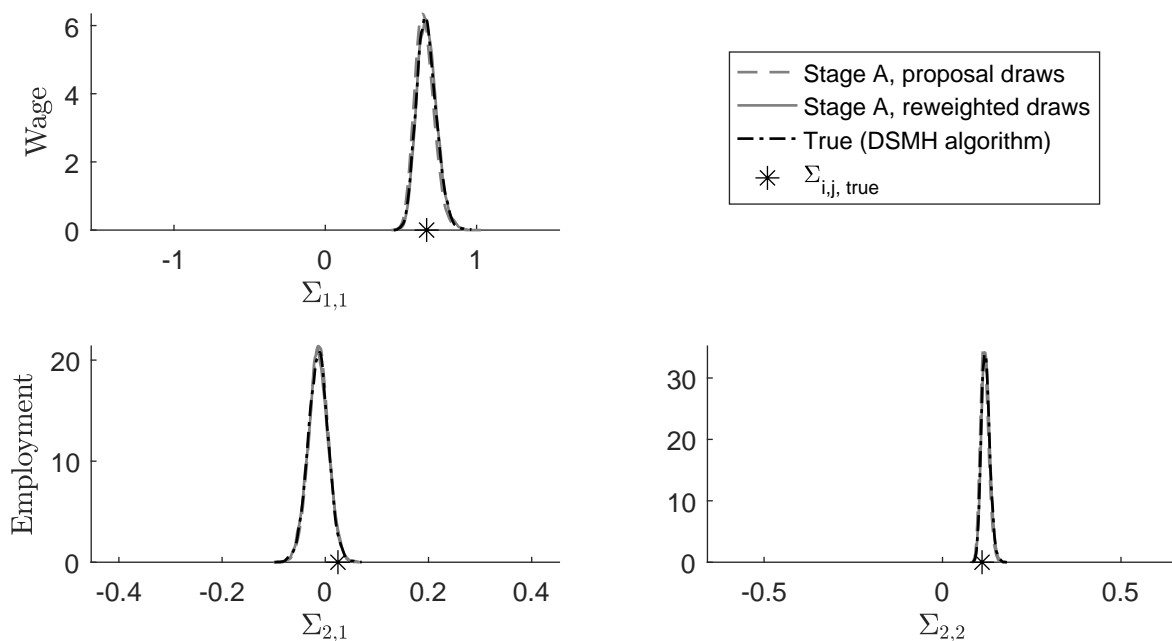 Wage
6
4
2
0
-1 0 1
Σ1,1
Stage A, proposal draws
Stage A, reweighted draws
True (DSMH algorithm)
Σi,j, true
Employment
20
10
0
-0.4 -0.2 0 0.2 0.4
Σ2,1
30
20
10
0
-0.5 0 0.5
Σ2,2